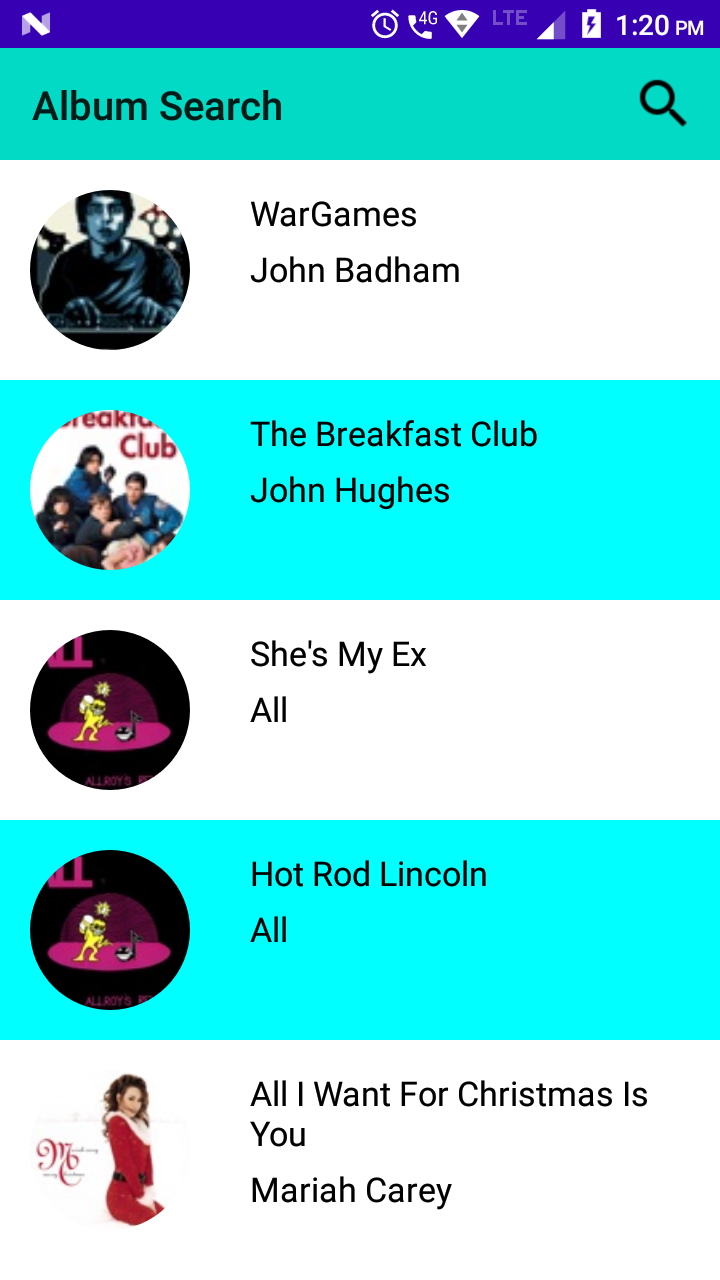 4G LTE 1:20 PM
Album Search
WarGames
John Badham
Breakfa
Club
The Breakfast Club
John Hughes
She's My Ex
All
ALLROY'S
Hot Rod Lincoln
All
ALLROY'S
All I Want For Christmas Is
You
Mariah Carey